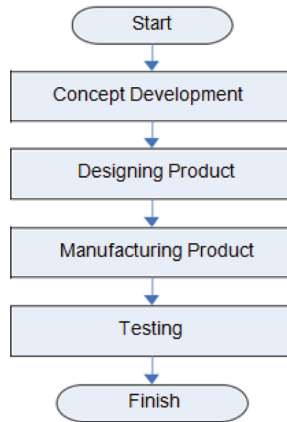 Start
Concept Development
Designing Product
Manufacturing Product
Testing
Finish